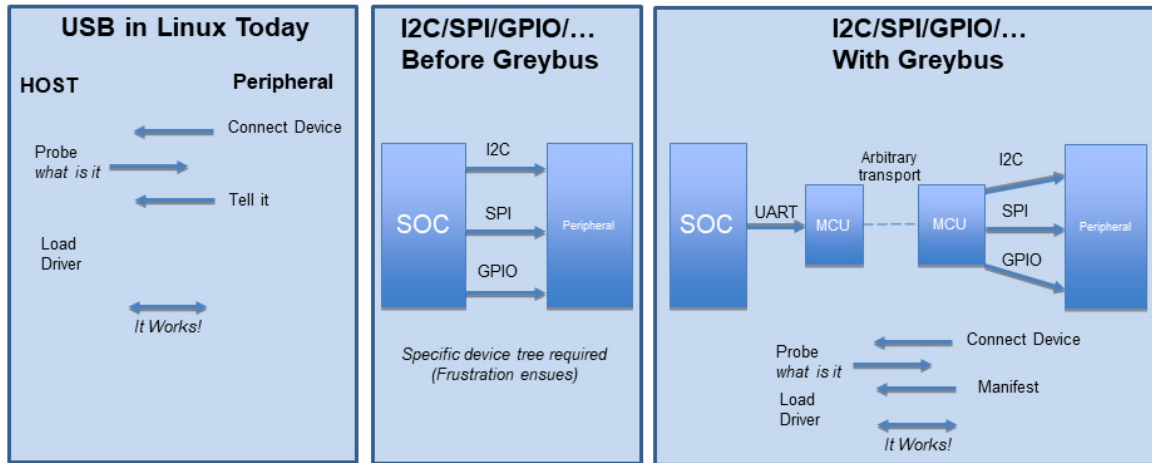 USB in Linux Today
HOST
Peripheral
Connect Device
Probe
what is it
Tell it
Load
Driver
It Works!
I2C/SPI/GPIO/…
Before Greybus
SOC
I2C
SPI
GPIO
Peripheral
Specific device tree required
(Frustration ensues)
I2C/SPI/GPIO/…
With Greybus
SOC
UART
MCU
Arbitrary
transport
MCU
I2C
SPI
GPIO
Peripheral
Connect Device
Probe
what is it
Manifest
Load
Driver
It Works!